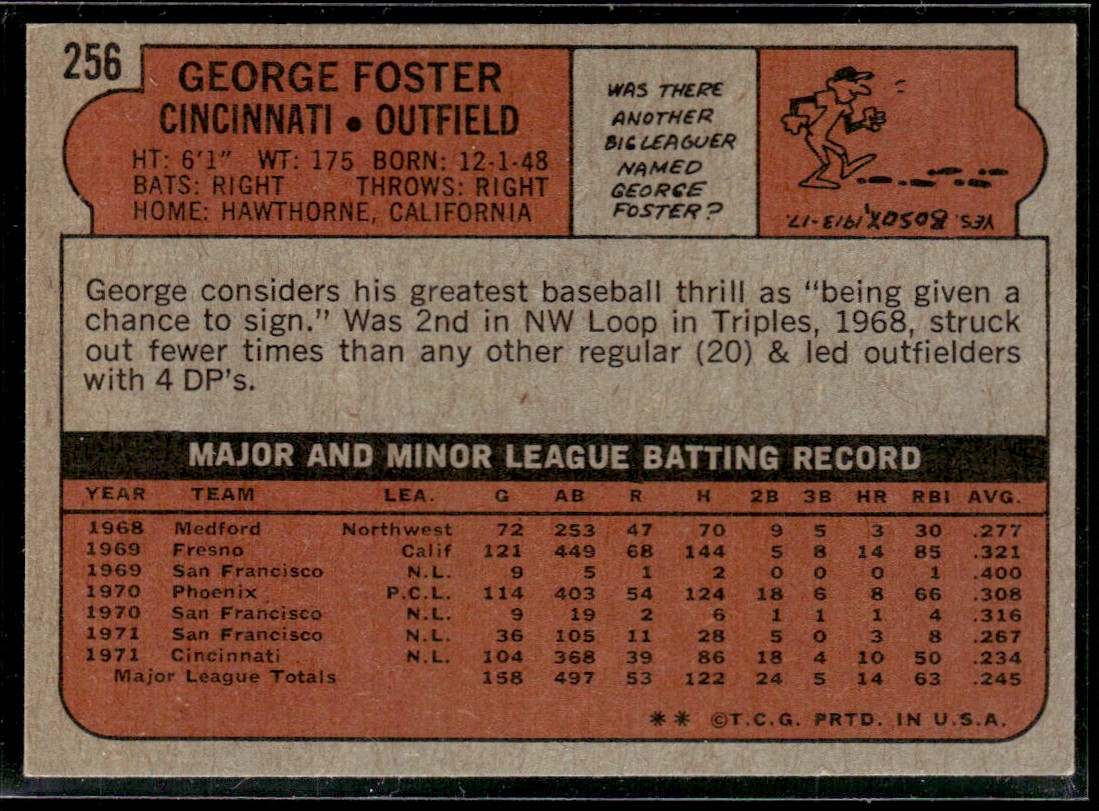 256
GEORGE FOSTER
CINCINNATI • OUTFIELD
HT: 6'1" WT: 175 BORN: 12-1-48
BATS: RIGHT THROWS: RIGHT
HOME: HAWTHORNE, CALIFORNIA
WAS THERE
ANOTHER
BIG LEAGUER
NAMED
GEORGE
FOSTER?
YES. BOSOX, 1913-17.
George considers his greatest baseball thrill as "being given a
chance to sign." Was 2nd in NW Loop in Triples, 1968, struck
out fewer times than any other regular (20) & led outfielders
with 4 DP's.
MAJOR AND MINOR LEAGUE BATTING RECORD
YEAR TEAM LEA. G AB R H 2B 3B HR RBI AVG.
1968 Medford Northwest 72 253 47 70 9 5 3 30 .277
1969 Fresno Calif 121 449 68 144 5 8 14 85 .321
1969 San Francisco N.L. 9 5 1 2 0 0 0 1 .400
1970 Phoenix P.C.L. 114 403 54 124 18 6 8 66 .308
1970 San Francisco N.L. 9 19 2 6 1 1 1 4 .316
1971 San Francisco N.L. 36 105 11 28 5 0 3 8 .267
1971 Cincinnati N.L. 104 368 39 86 18 4 10 50 .234
Major League Totals 158 497 53 122 24 5 14 63 .245
** ©T.C.G. PRTD. IN U.S.A.